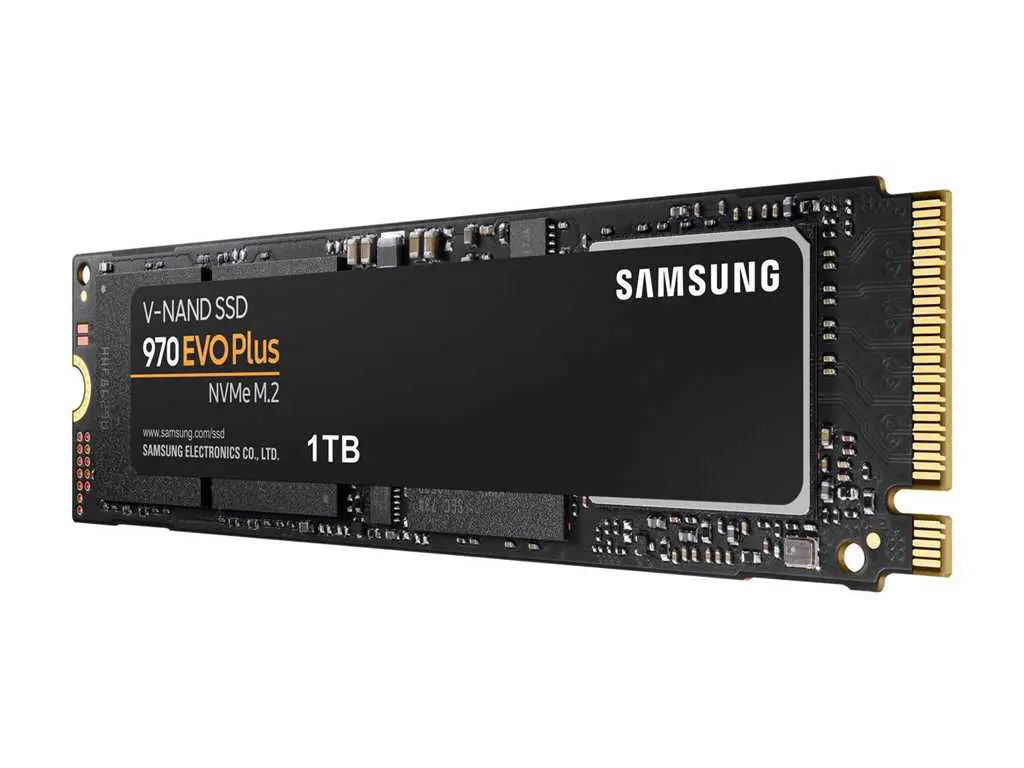 SAMSUNG
V-NAND SSD
970 EVO Plus
NVMe M.2
www.samsung.com/ssd
SAMSUNG ELECTRONICS CO., LTD.
1TB